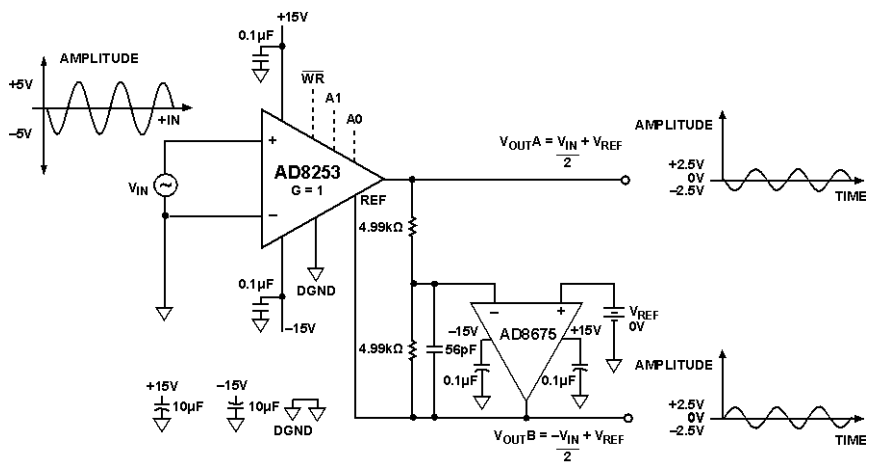 +15V
0.1µF
AMPLITUDE
+5V
–5V
+IN
WR
A1
A0
+
AD8253
G = 1
–
REF
VIN
DGND
0.1µF
–15V
VOUTA = VIN + VREF
2
AMPLITUDE
+2.5V
0V
–2.5V
TIME
4.99kΩ
4.99kΩ
56pF
–
+
AD8675
–15V
+15V
0.1µF
0.1µF
VREF
0V
+15V
10µF
–15V
10µF
DGND
VOUTB = –VIN + VREF
2
AMPLITUDE
+2.5V
0V
–2.5V
TIME